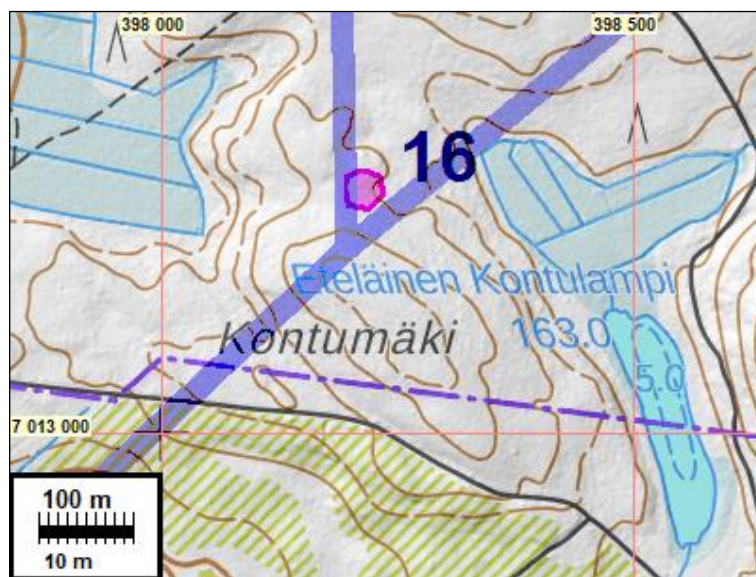 398 000
398 500
16
Eteläinen Kontulampi
Kontumäki
163.0
5.0
7 013 000
100 m
10 m